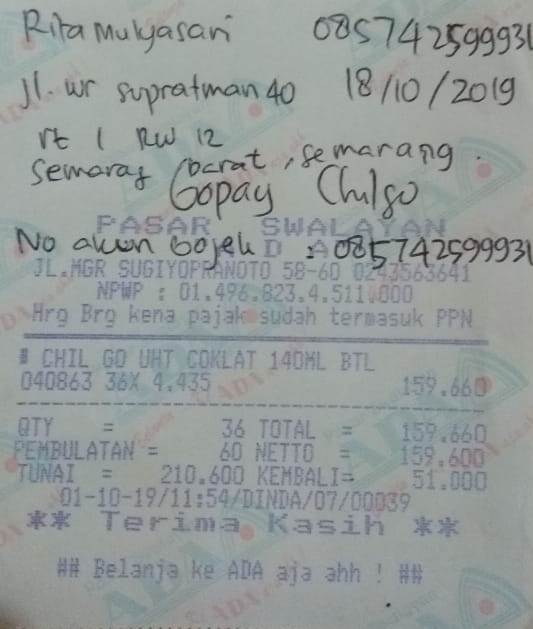 Rita Mulyasari 085742599931
Jl. wr supratman 40 18/10/2019
rt 1 RW 12
semarag barat, semarang.
Gopay Chilgo
PASAR SWALAYAN
No akun Gojek : 085742599931
JL.MGR SUGIYOPRANOTO 58-60 0243563641
NPWP : 01.496.823.4.511.000
Hrg Brg kena pajak sudah termasuk PPN
# CHIL GO UHT COKLAT 140ML BTL
040863 36X 4.435 159.660
QTY = 36 TOTAL = 159.660
PEMBULATAN = 60 NETTO = 159.600
TUNAI = 210.600 KEMBALI= 51.000
01-10-19/11:54/DINDA/07/00039
** Terima Kasih **
## Belanja ke ADA aja ahh ! ##